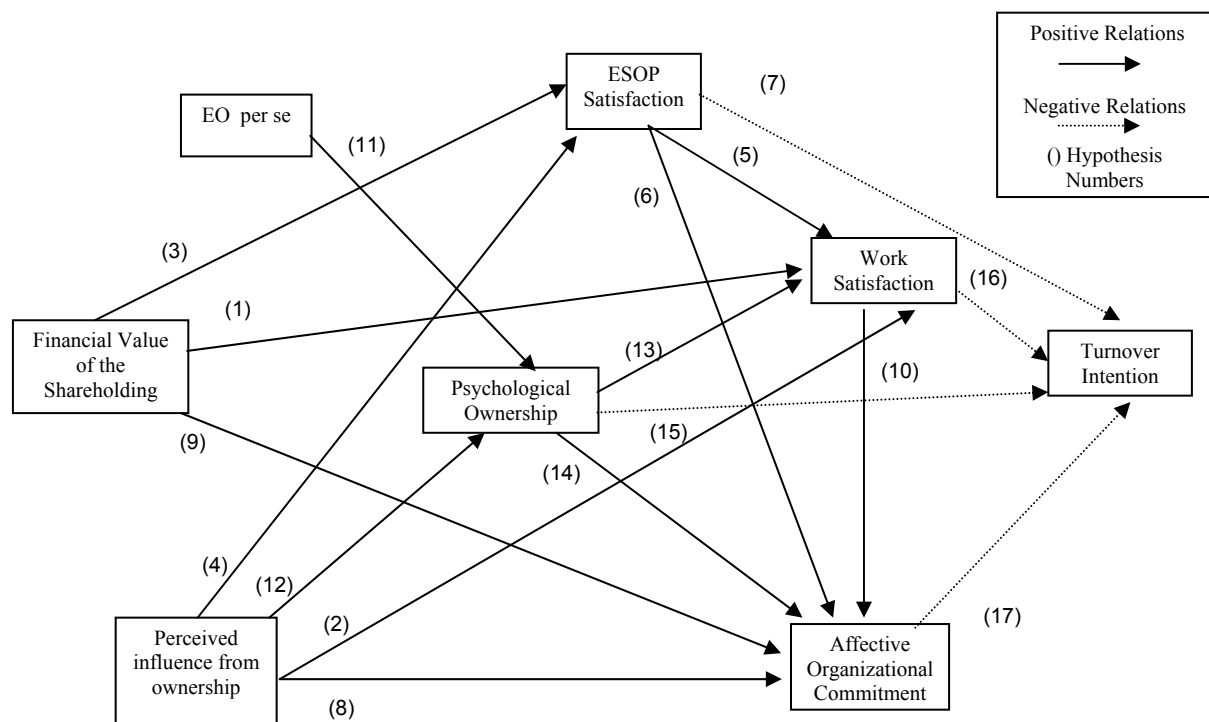 Positive Relations
Negative Relations
() Hypothesis
Numbers
ESOP
Satisfaction
(7)
EO per se
(11)
(5)
(6)
(3)
Work
Satisfaction
(16)
(1)
Financial Value
of the
Shareholding
(13)
(10)
Turnover
Intention
Psychological
Ownership
(9)
(15)
(14)
(4)
(12)
(2)
(17)
Perceived
influence from
ownership
Affective
Organizational
Commitment
(8)